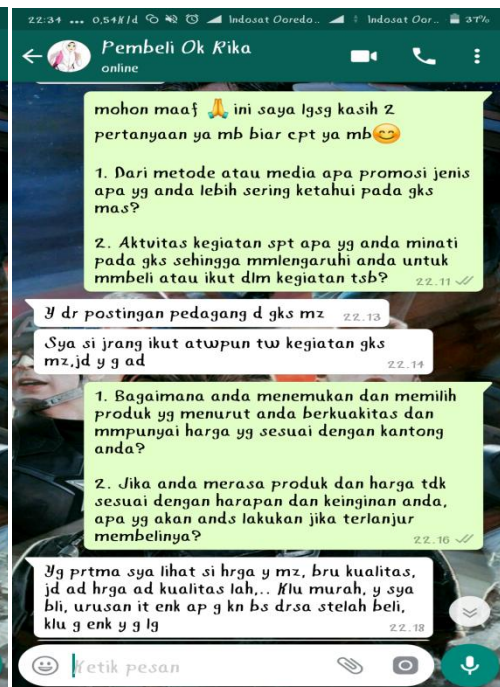 22:34 ... 0,54K/d Indosat Ooredo.. Indosat Oor.. 37%
Pembeli Ok Rika
online
mohon maaf 🙏 ini saya lgsg kasih 2
pertanyaan ya mb biar cpt ya mb😊
1. Dari metode atau media apa promosi jenis
apa yg anda lebih sering ketahui pada gks
mas?
2. Aktvitas kegiatan spt apa yg anda minati
pada gks sehingga mmlengaruhi anda untuk
mmbeli atau ikut dlm kegiatan tsb? 22.11
Y dr postingan pedagang d gks mz 22.13
Sya si jrang ikut atwpun tw kegiatan gks
mz,jd y g ad 22.14
1. Bagaimana anda menemukan dan memilih
produk yg menurut anda berkuakitas dan
mmpunyai harga yg sesuai dengan kantong
anda?
2. Jika anda merasa produk dan harga tdk
sesuai dengan harapan dan keinginan anda,
apa yg akan ands lakukan jika terlanjur
membelinya? 22.16
Yg prtma sya lihat si hrga y mz, bru kualitas,
jd ad hrga ad kualitas lah,.. Klu murah, y sya
bli, urusan it enk ap g kn bs drsa stelah beli,
klu g enk y g lg 22.18
Ketik pesan